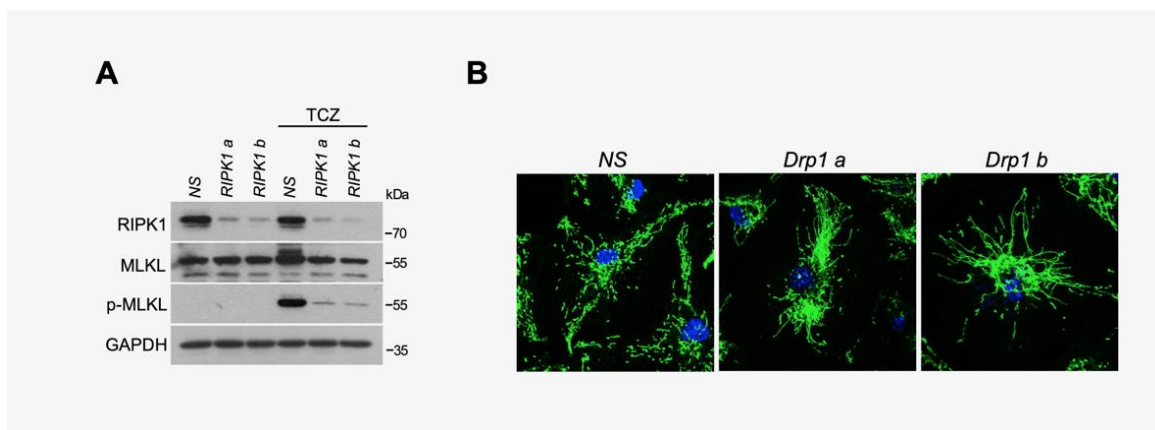 A
B
TCZ
NS
RIPK1 a
RIPK1 b
NS
RIPK1 a
RIPK1 b
kDa
RIPK1
–70
MLKL
–55
p-MLKL
–55
GAPDH
–35
NS
Drp1 a
Drp1 b